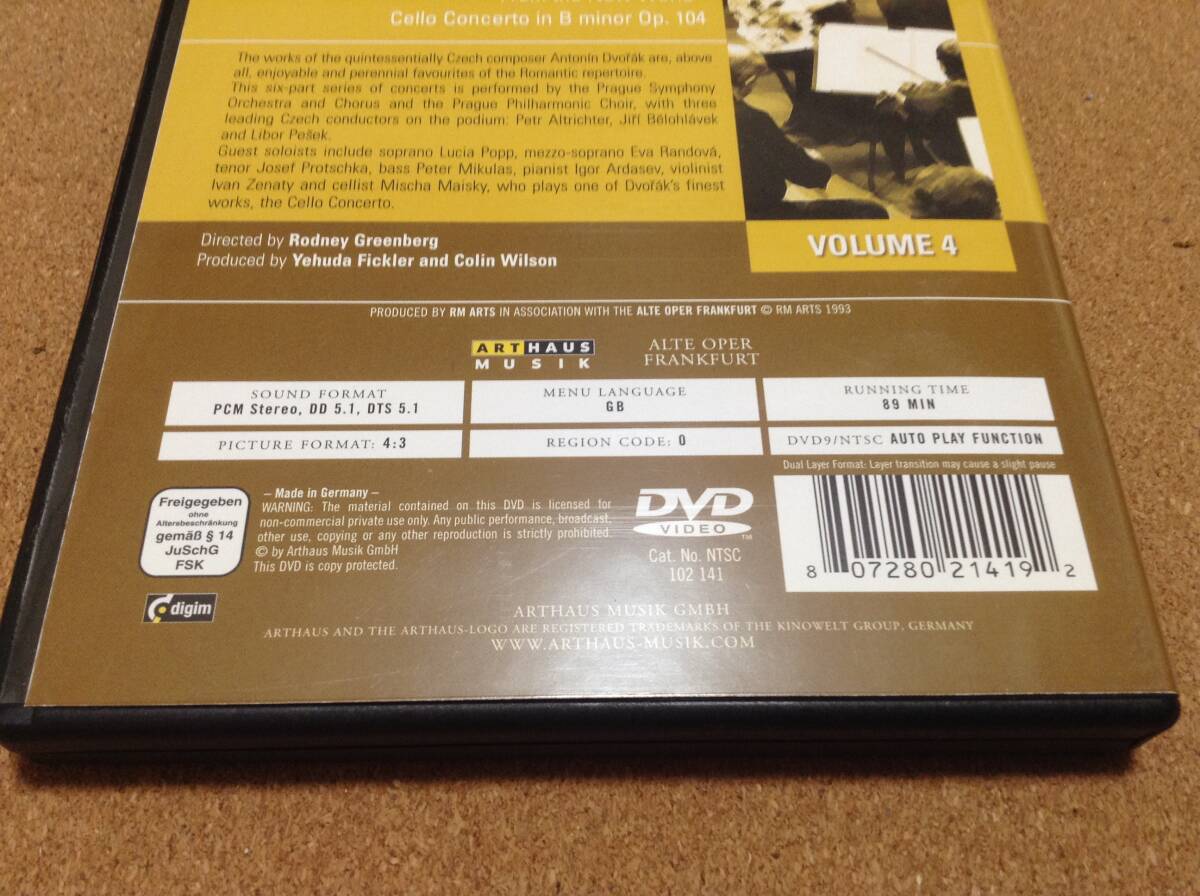 Cello Concerto in B minor Op. 104
The works of the quintessentially Czech composer Antonín Dvořák are, above
all, enjoyable and perennial favourites of the Romantic repertoire.
This six-part series of concerts is performed by the Prague Symphony
Orchestra and Chorus and the Prague Philharmonic Choir, with three
leading Czech conductors on the podium: Petr Altrichter, Jiří Bělohlávek
and Libor Pešek.
Guest soloists include soprano Lucia Popp, mezzo-soprano Eva Randová,
tenor Josef Protschka, bass Peter Mikulas, pianist Igor Ardasev, violinist
Ivan Zenaty and cellist Mischa Maisky, who plays one of Dvořák's finest
works, the Cello Concerto.
Directed by Rodney Greenberg
Produced by Yehuda Fickler and Colin Wilson
VOLUME 4
PRODUCED BY RM ARTS IN ASSOCIATION WITH THE ALTE OPER FRANKFURT © RM ARTS 1993
ARTHAUS
MUSIK
ALTE OPER
FRANKFURT
SOUND FORMAT
PCM Stereo, DD 5.1, DTS 5.1
MENU LANGUAGE
GB
RUNNING TIME
89 MIN
PICTURE FORMAT: 4:3
REGION CODE: 0
DVD9/NTSC AUTO PLAY FUNCTION
Dual Layer Format: Layer transition may cause a slight pause
Freigegeben
ohne
Altersbeschränkung
gemäß § 14
JuSchG
FSK
– Made in Germany –
WARNING: The material contained on this DVD is licensed for
non-commercial private use only. Any public performance, broadcast,
other use, copying or any other reproduction is strictly prohibited.
© by Arthaus Musik GmbH
This DVD is copy protected.
DVD
VIDEO
TM
Cat. No. NTSC
102 141
8 07280 21419 2
digim
ARTHAUS MUSIK GMBH
ARTHAUS AND THE ARTHAUS-LOGO ARE REGISTERED TRADEMARKS OF THE KINOWELT GROUP, GERMANY
WWW.ARTHAUS-MUSIK.COM